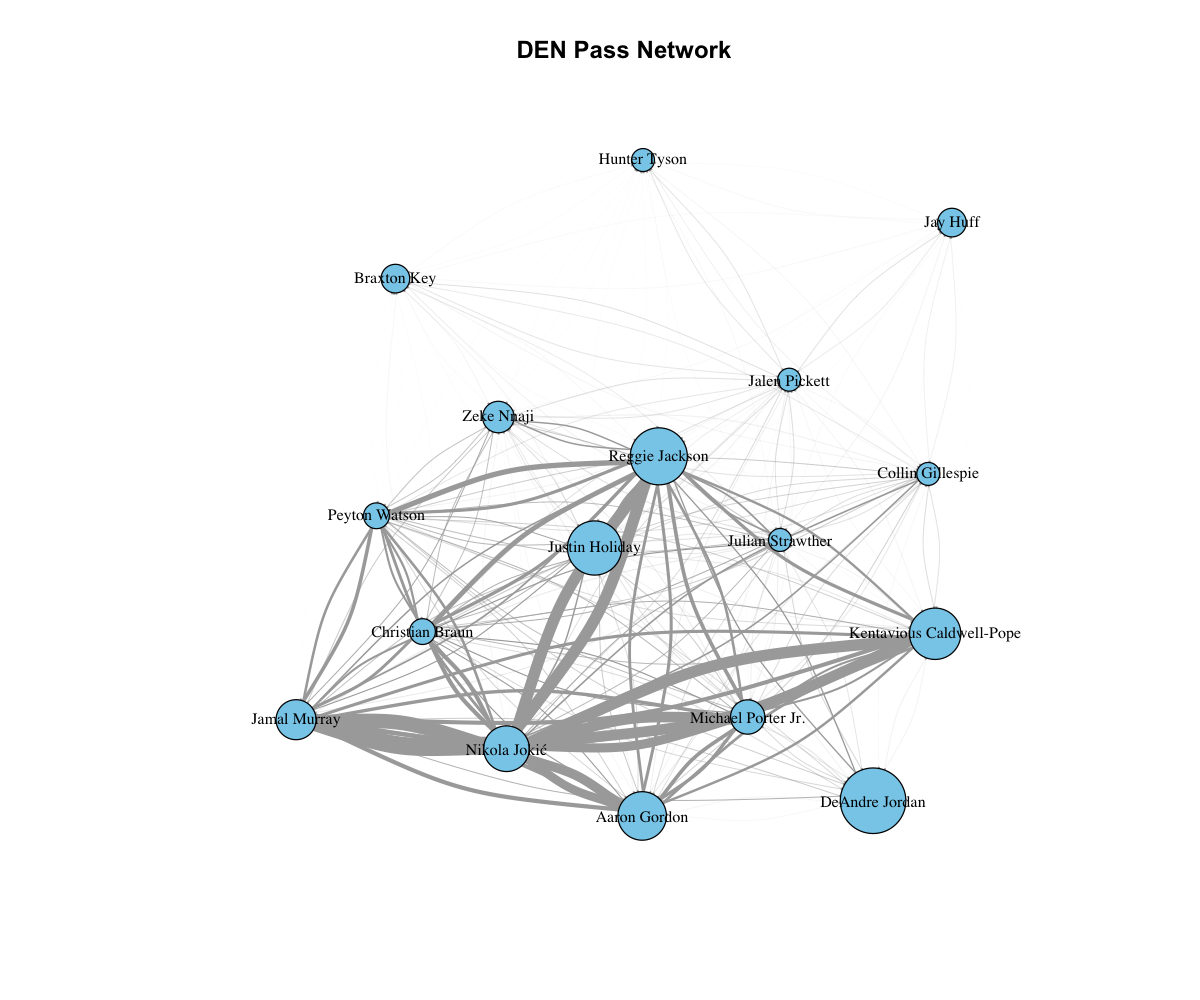 DEN Pass Network
Hunter Tyson
Jay Huff
Braxton Key
Jalen Pickett
Zeke Nnaji
Reggie Jackson
Collin Gillespie
Peyton Watson
Julian Strawther
Justin Holiday
Christian Braun
Kentavious Caldwell-Pope
Jamal Murray
Michael Porter Jr.
Nikola Jokić
DeAndre Jordan
Aaron Gordon